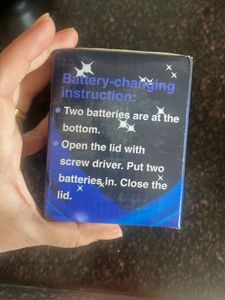 Battery-changing
instruction:
● Two batteries are at the
bottom.
● Open the lid with
screw driver. Put two
batteries in. Close the
lid.